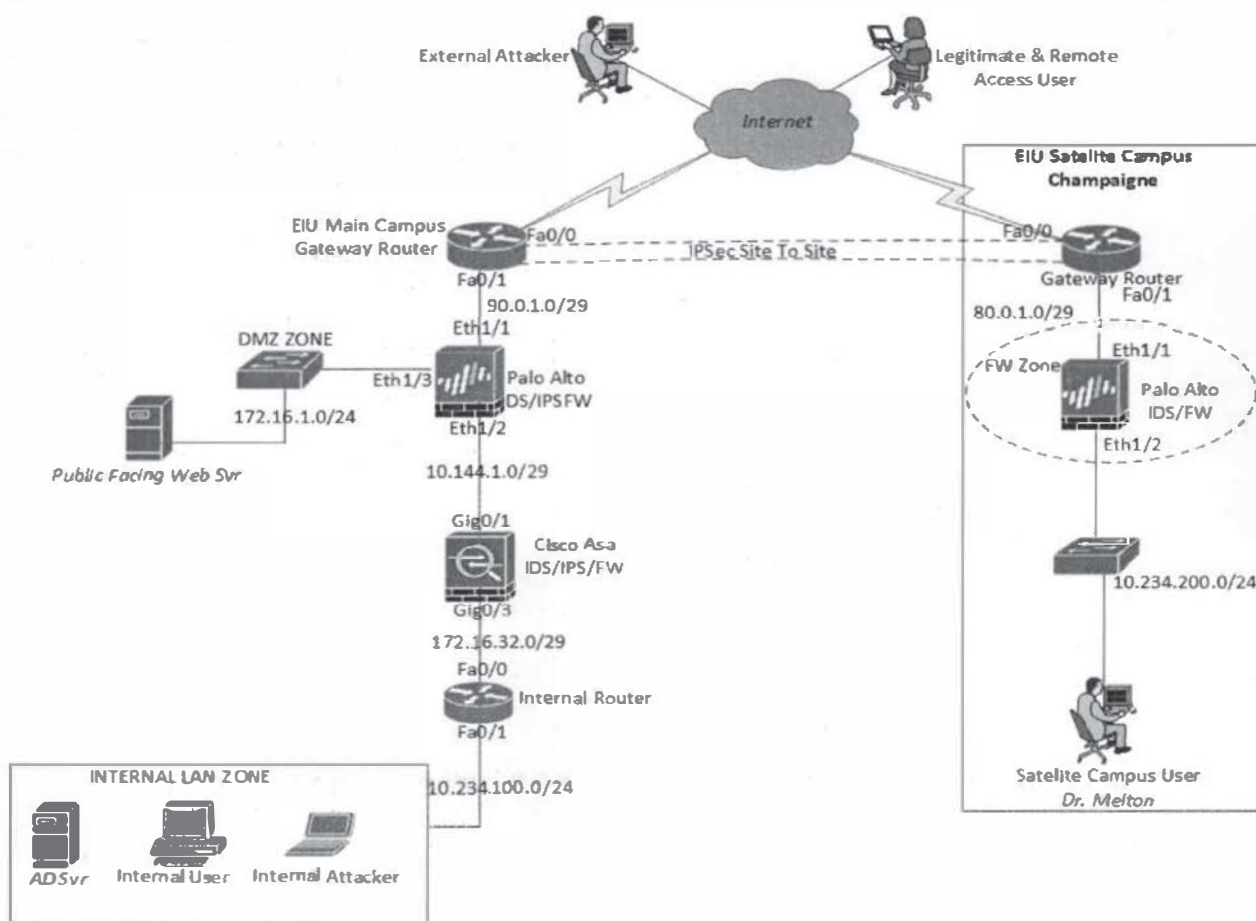 External Attacker
Legitimate & Remote
Access User
Internet
EIU Satelite Campus
Champaigne
EIU Main Campus
Gateway Router
Fa0/0
IPSec Site To Site
Fa0/0
Gateway Router
Fa0/1
Fa0/1
90.0.1.0/29
80.0.1.0/29
Eth1/1
DMZ ZONE
Eth1/3
Palo Alto
DS/IPSFW
Eth1/1
FW Zone
Palo Alto
IDS/FW
172.16.1.0/24
Eth1/2
Eth1/2
Public Facing Web Svr
10.144.1.0/29
Gig0/1
Cisco Asa
IDS/IPS/FW
10.234.200.0/24
Gig0/3
172.16.32.0/29
Fa0/0
Internal Router
Fa0/1
INTERNAL LAN ZONE
10.234.100.0/24
Satelite Campus User
Dr. Melton
ADSvr
Internal User
Internal Attacker